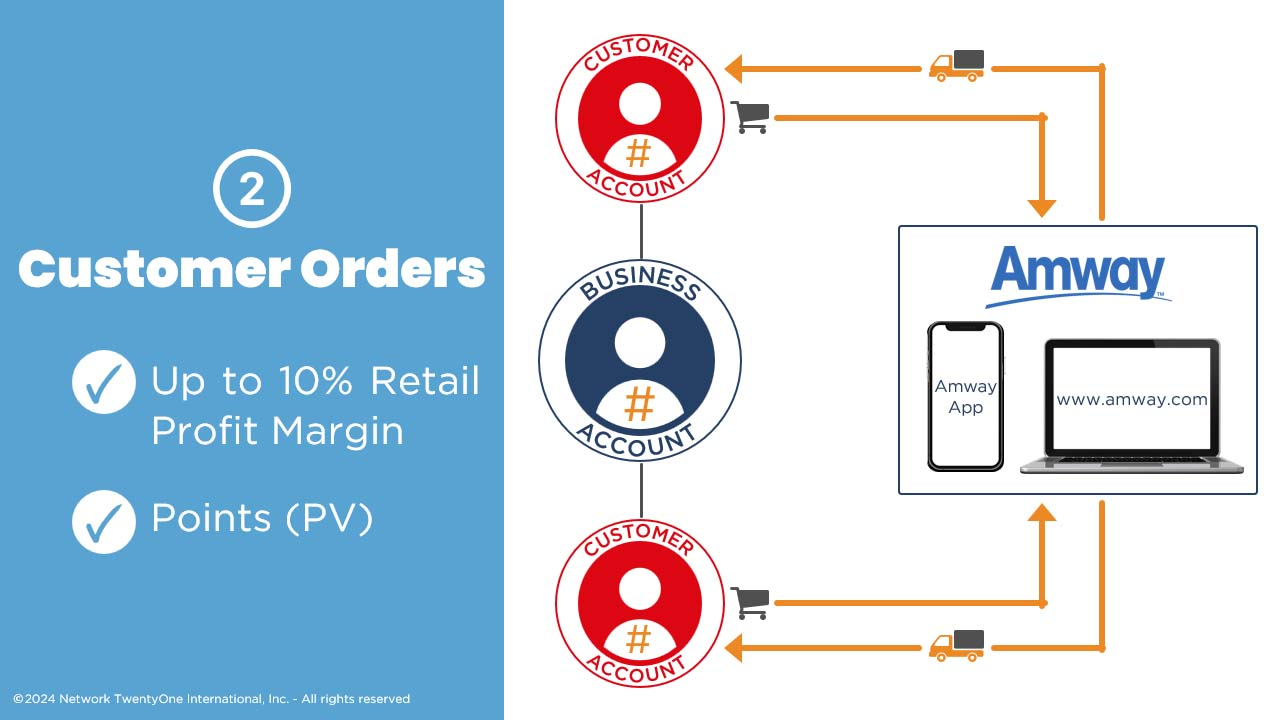 2
Customer Orders
Up to 10% Retail
Profit Margin
Points (PV)
©2024 Network TwentyOne International, Inc. - All rights reserved
CUSTOMER
#
ACCOUNT
BUSINESS
#
ACCOUNT
CUSTOMER
#
ACCOUNT
Amway™
Amway
App
www.amway.com